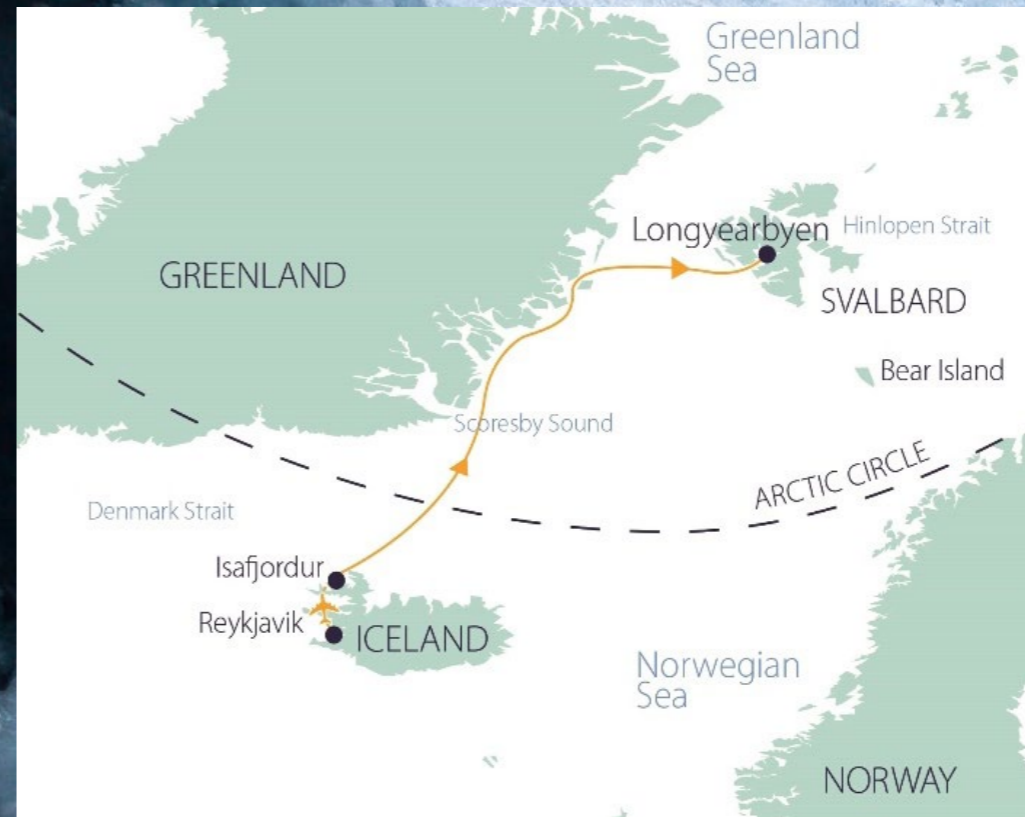 Greenland
Sea
Longyearbyen
Hinlopen Strait
GREENLAND
SVALBARD
Bear Island
Scoresby Sound
ARCTIC CIRCLE
Denmark Strait
Isafjordur
Reykjavik
ICELAND
Norwegian
Sea
NORWAY